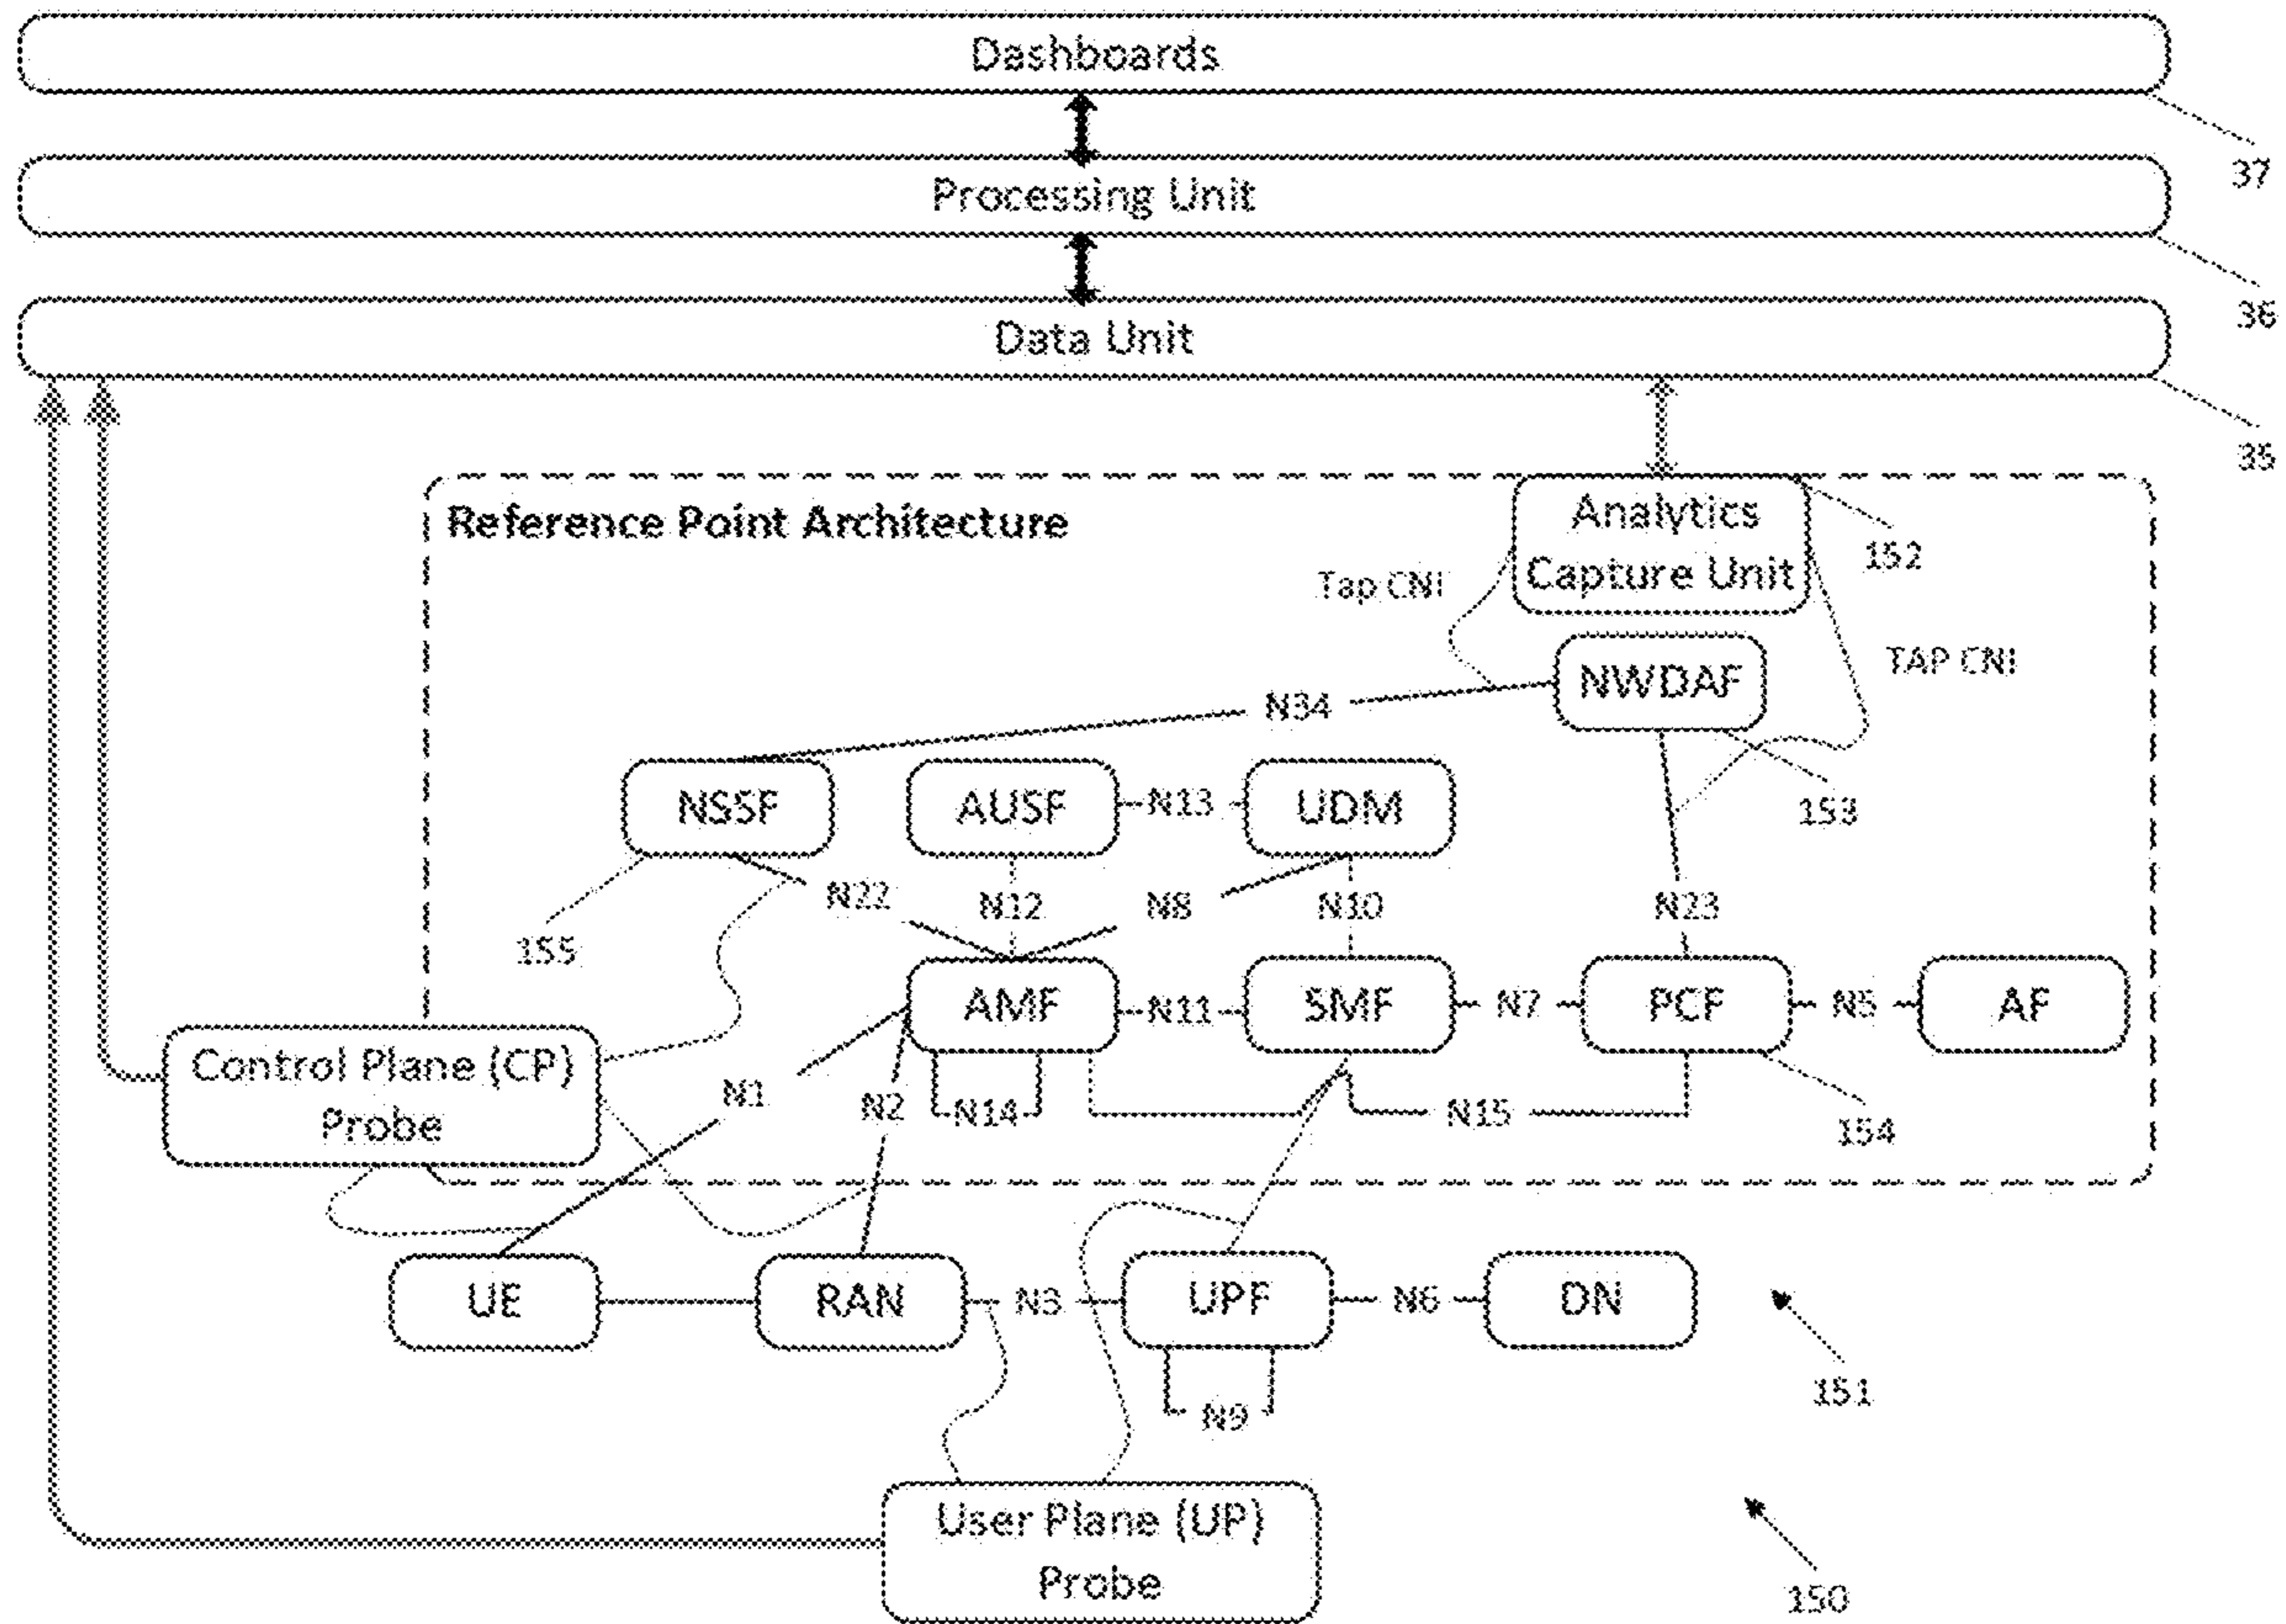 Dashboards
37
Processing Unit
36
Data Unit
35
Reference Point Architecture
Analytics
Capture Unit
152
Tap CNI
TAP CNI
NWDAF
N34
153
NSSF
AUSF
N13
UDM
155
N22
N12
N8
N10
N23
AMF
N11
SMF
N7
PCF
N5
AF
Control Plane (CP)
Probe
N1
N2
N14
N15
154
UE
RAN
N3
UPF
N6
DN
151
N9
User Plane (UP)
Probe
150